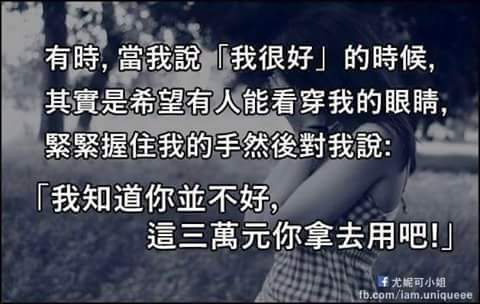 有時,當我說「我很好」的時候,
其實是希望有人能看穿我的眼睛,
緊緊握住我的手然後對我說:
「我知道你並不好,
這三萬元你拿去用吧!」
f 尤妮可小姐
fb.com/iam.uniqueee